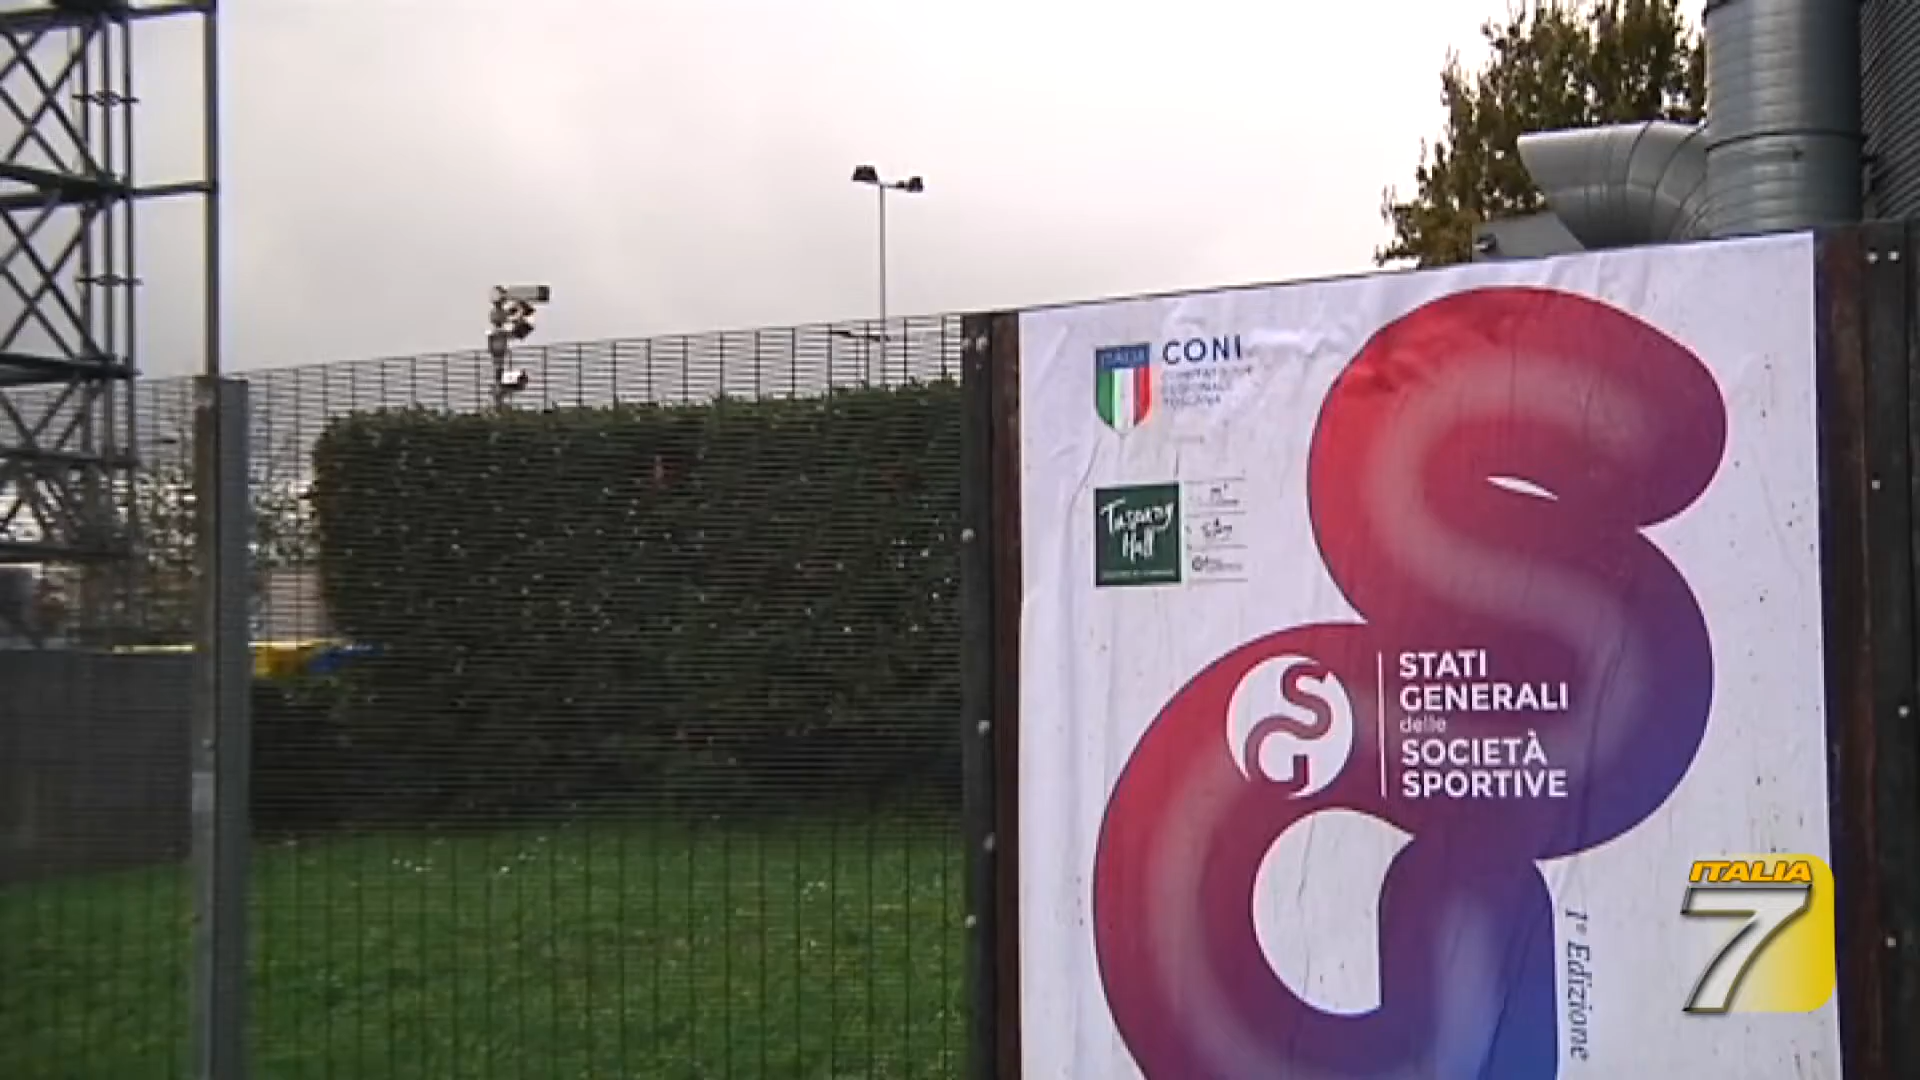 ITALIA
CONI
COMITATO
REGIONALE
TOSCANA
Tuscany
Hall
STATI
GENERALI
delle
SOCIETÀ
SPORTIVE
1° Edizione
ITALIA
7